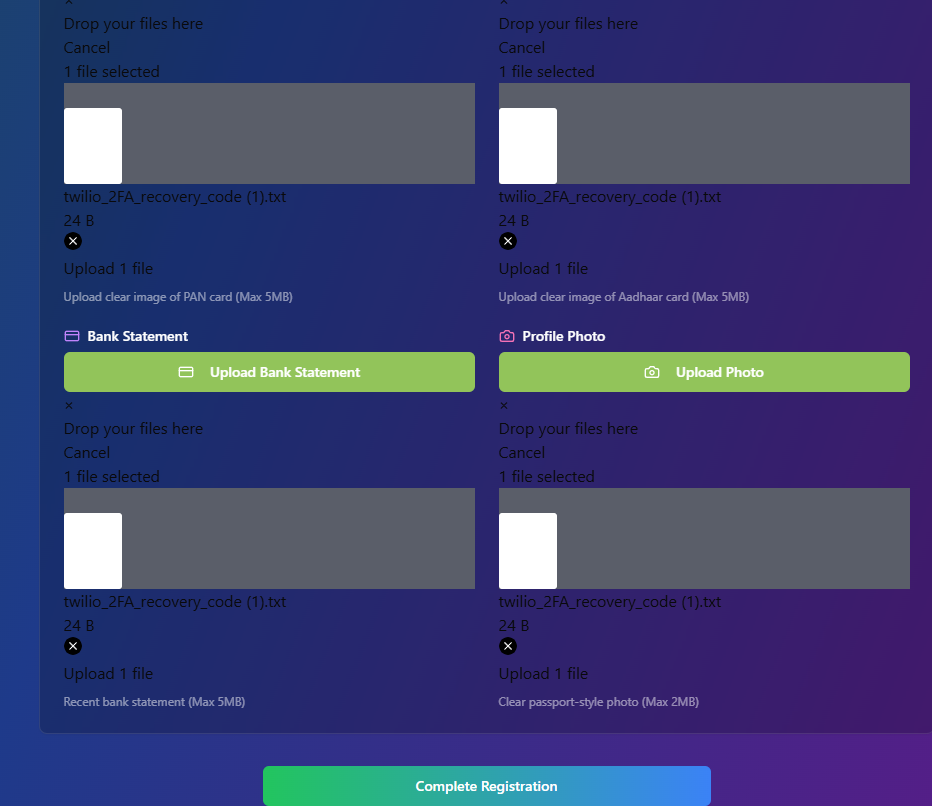 ×
Drop your files here
Cancel
1 file selected
twilio_2FA_recovery_code (1).txt
24 B
Upload 1 file
Upload clear image of PAN card (Max 5MB)
×
Drop your files here
Cancel
1 file selected
twilio_2FA_recovery_code (1).txt
24 B
Upload 1 file
Upload clear image of Aadhaar card (Max 5MB)
Bank Statement
Upload Bank Statement
×
Drop your files here
Cancel
1 file selected
twilio_2FA_recovery_code (1).txt
24 B
Upload 1 file
Recent bank statement (Max 5MB)
Profile Photo
Upload Photo
×
Drop your files here
Cancel
1 file selected
twilio_2FA_recovery_code (1).txt
24 B
Upload 1 file
Clear passport-style photo (Max 2MB)
Complete Registration